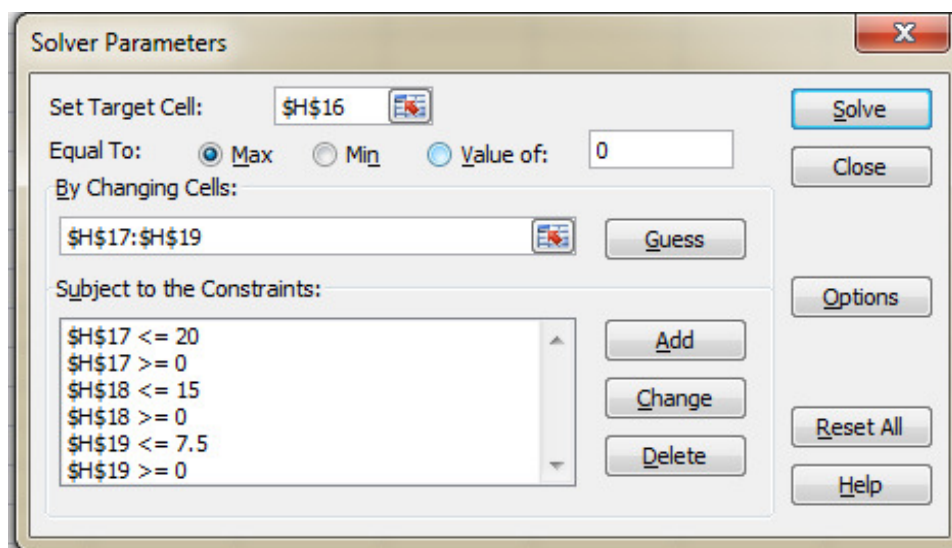 Solver Parameters
Set Target Cell: $H$16
Solve
Equal To: Max Min Value of: 0
Close
By Changing Cells:
$H$17:$H$19
Guess
Subject to the Constraints:
Options
$H$17 <= 20
$H$17 >= 0
$H$18 <= 15
$H$18 >= 0
$H$19 <= 7.5
$H$19 >= 0
Add
Change
Delete
Reset All
Help